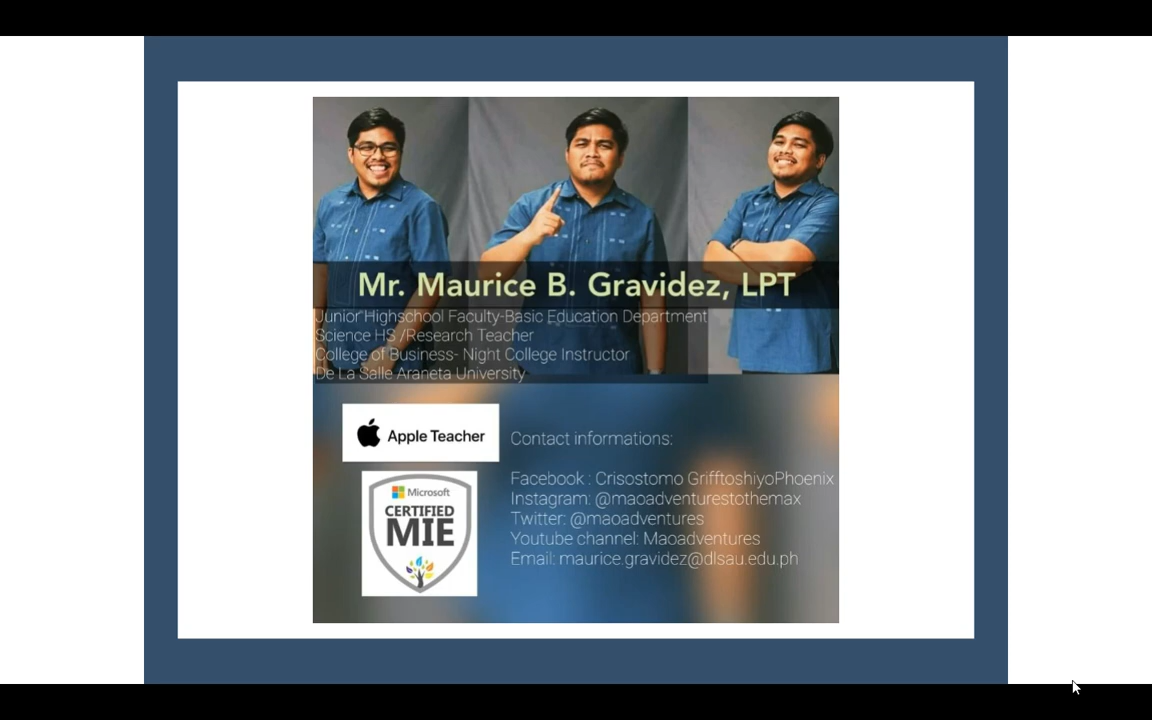 Mr. Maurice B. Gravidez, LPT
Junior Highschool Faculty-Basic Education Department
Science HS /Research Teacher
College of Business- Night College Instructor
De La Salle Araneta University
Apple Teacher
Microsoft
CERTIFIED
MIE
Contact informations:
Facebook : Crisostomo GrifftoshiyoPhoenix
Instagram: @maoadventurestothemax
Twitter: @maoadventures
Youtube channel: Maoadventures
Email: maurice.gravidez@dlsau.edu.ph